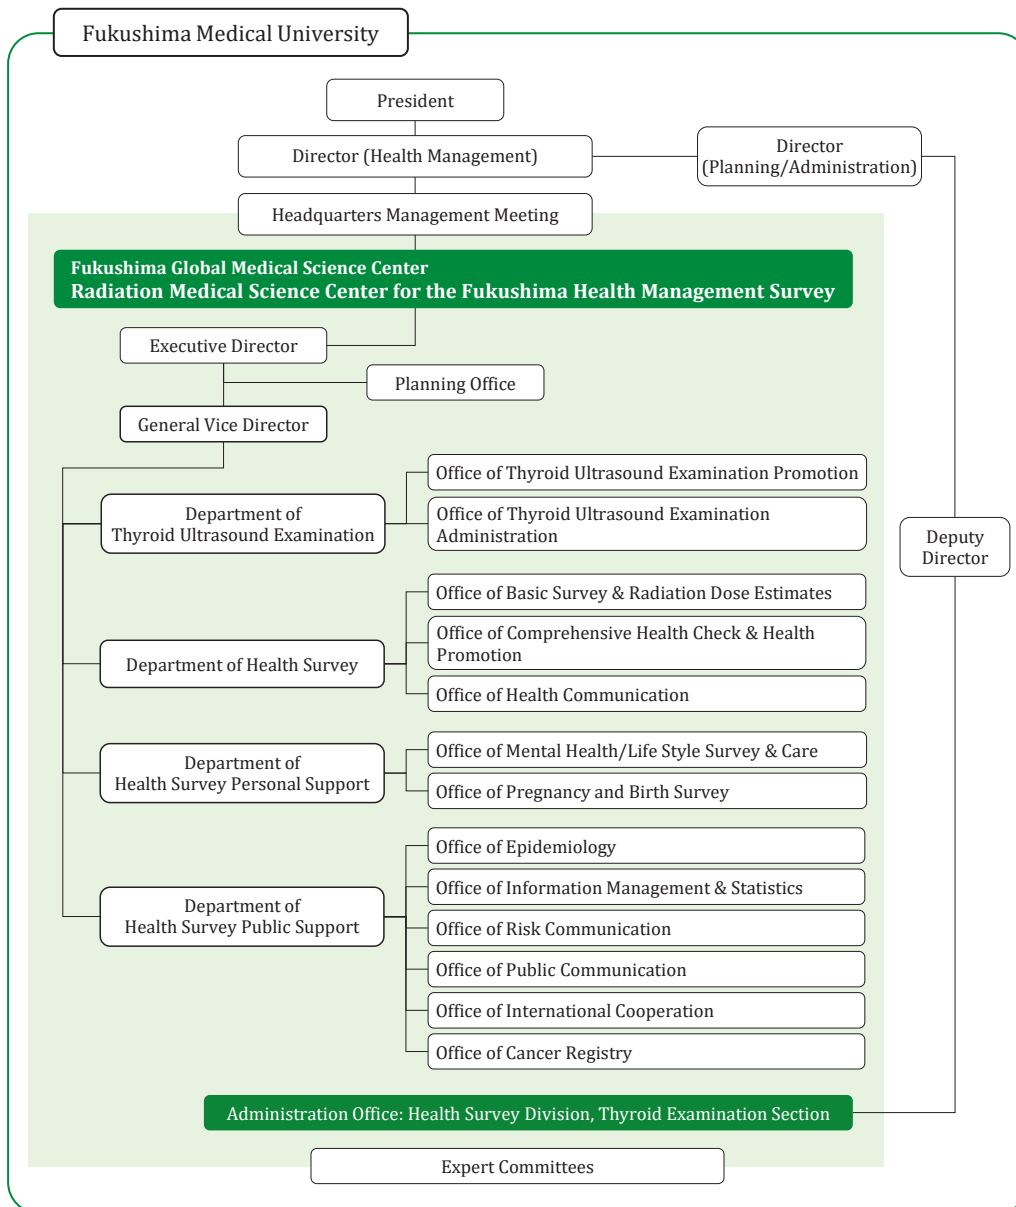 Fukushima Medical University
President
Director (Health Management)
Director
(Planning/Administration)
Headquarters Management Meeting
Fukushima Global Medical Science Center
Radiation Medical Science Center for the Fukushima Health Management Survey
Executive Director
Planning Office
General Vice Director
Department of
Thyroid Ultrasound Examination
Office of Thyroid Ultrasound Examination Promotion
Office of Thyroid Ultrasound Examination
Administration
Deputy
Director
Department of Health Survey
Office of Basic Survey & Radiation Dose Estimates
Office of Comprehensive Health Check & Health
Promotion
Office of Health Communication
Department of
Health Survey Personal Support
Office of Mental Health/Life Style Survey & Care
Office of Pregnancy and Birth Survey
Department of
Health Survey Public Support
Office of Epidemiology
Office of Information Management & Statistics
Office of Risk Communication
Office of Public Communication
Office of International Cooperation
Office of Cancer Registry
Administration Office: Health Survey Division, Thyroid Examination Section
Expert Committees